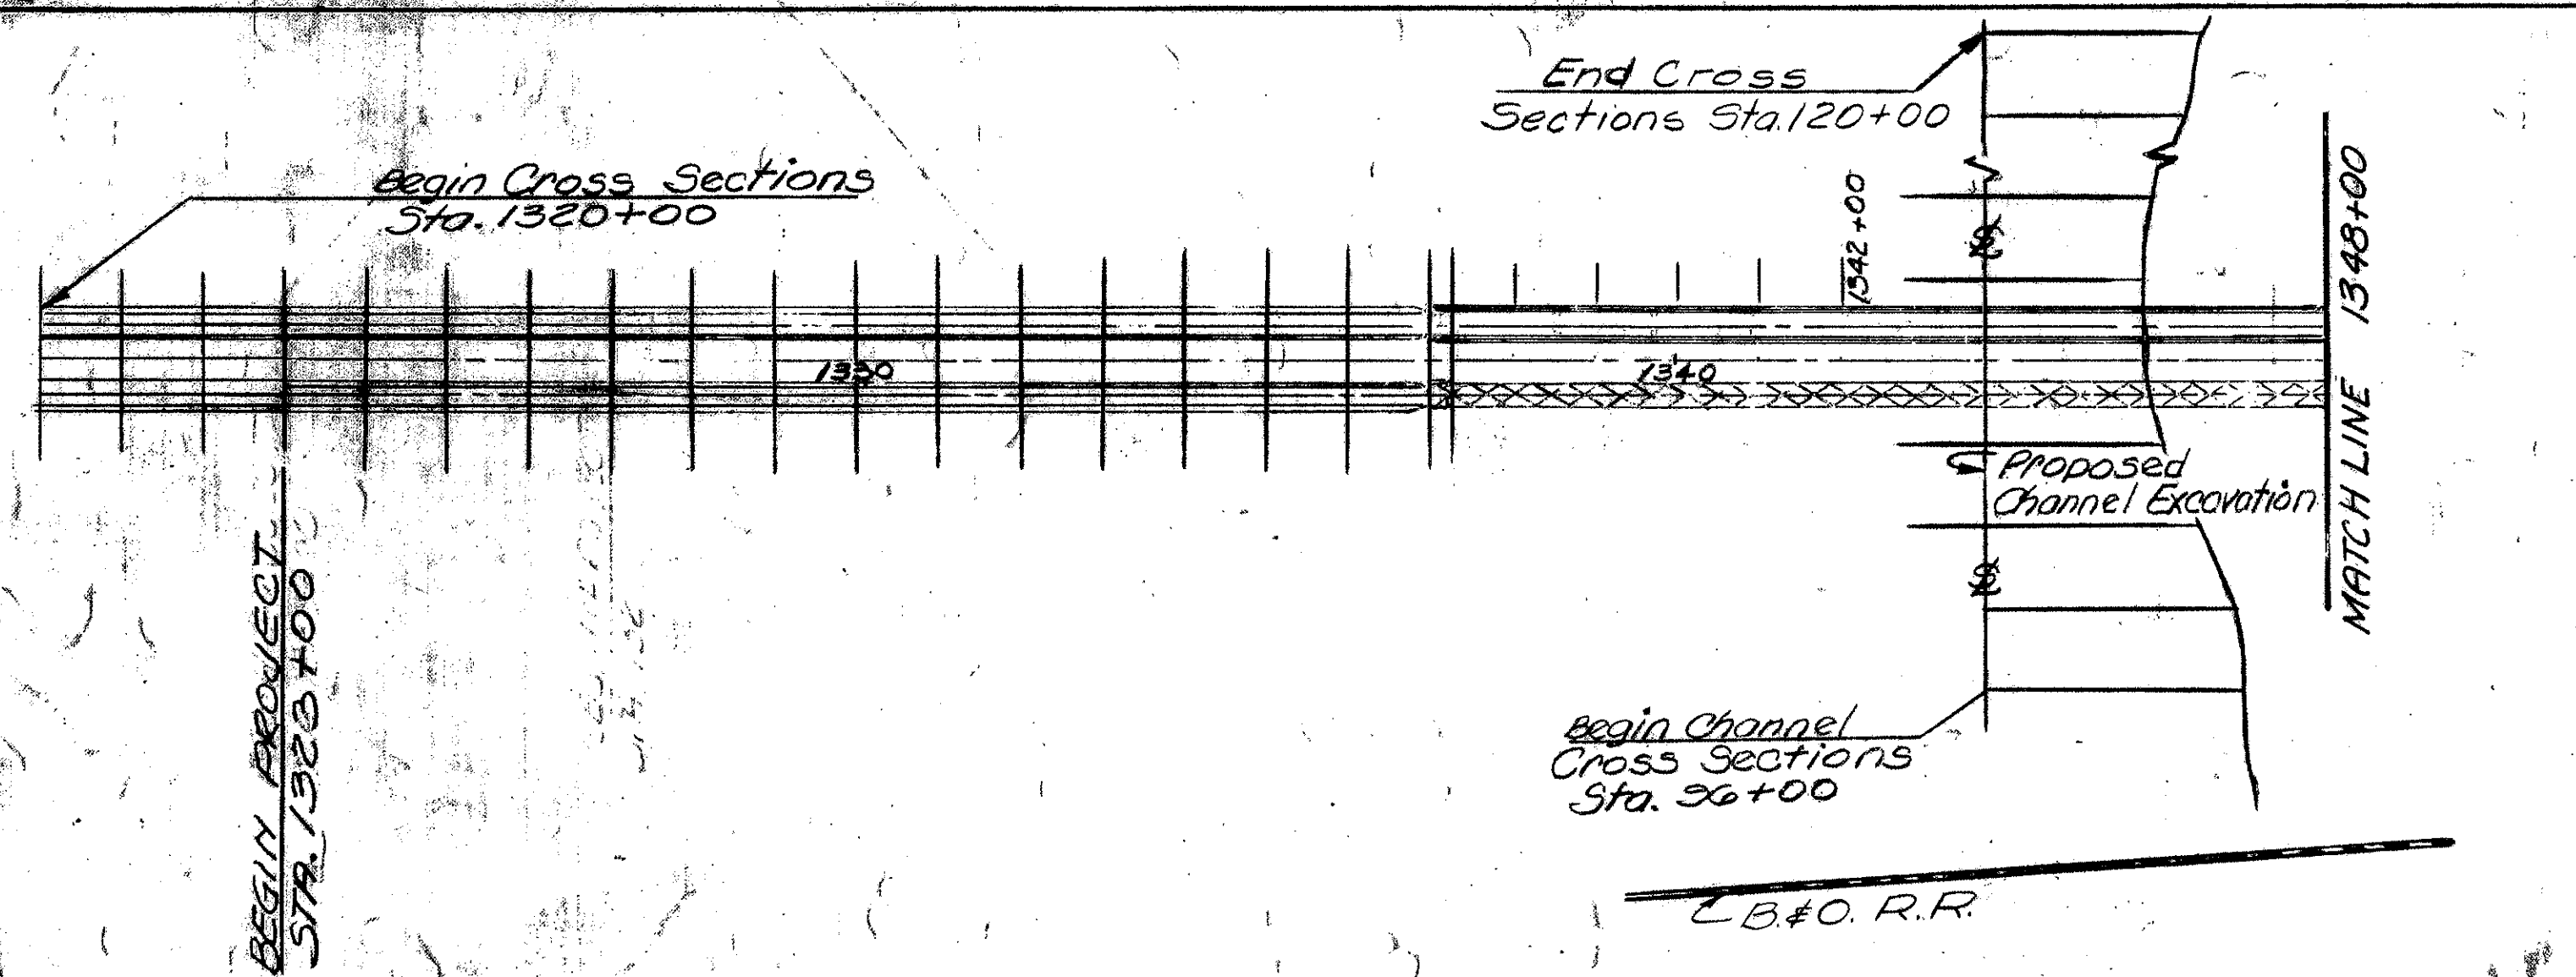 End Cross
Sections Sta. 120+00
Begin Cross Sections
Sta. 1320+00
1342+00
MATCH LINE 1348+00
1330
1340
Proposed
Channel Excavation
BEGIN PROJECT
STA. 1323+00
Begin Channel
Cross Sections
Sta. 96+00
B.&O. R.R.